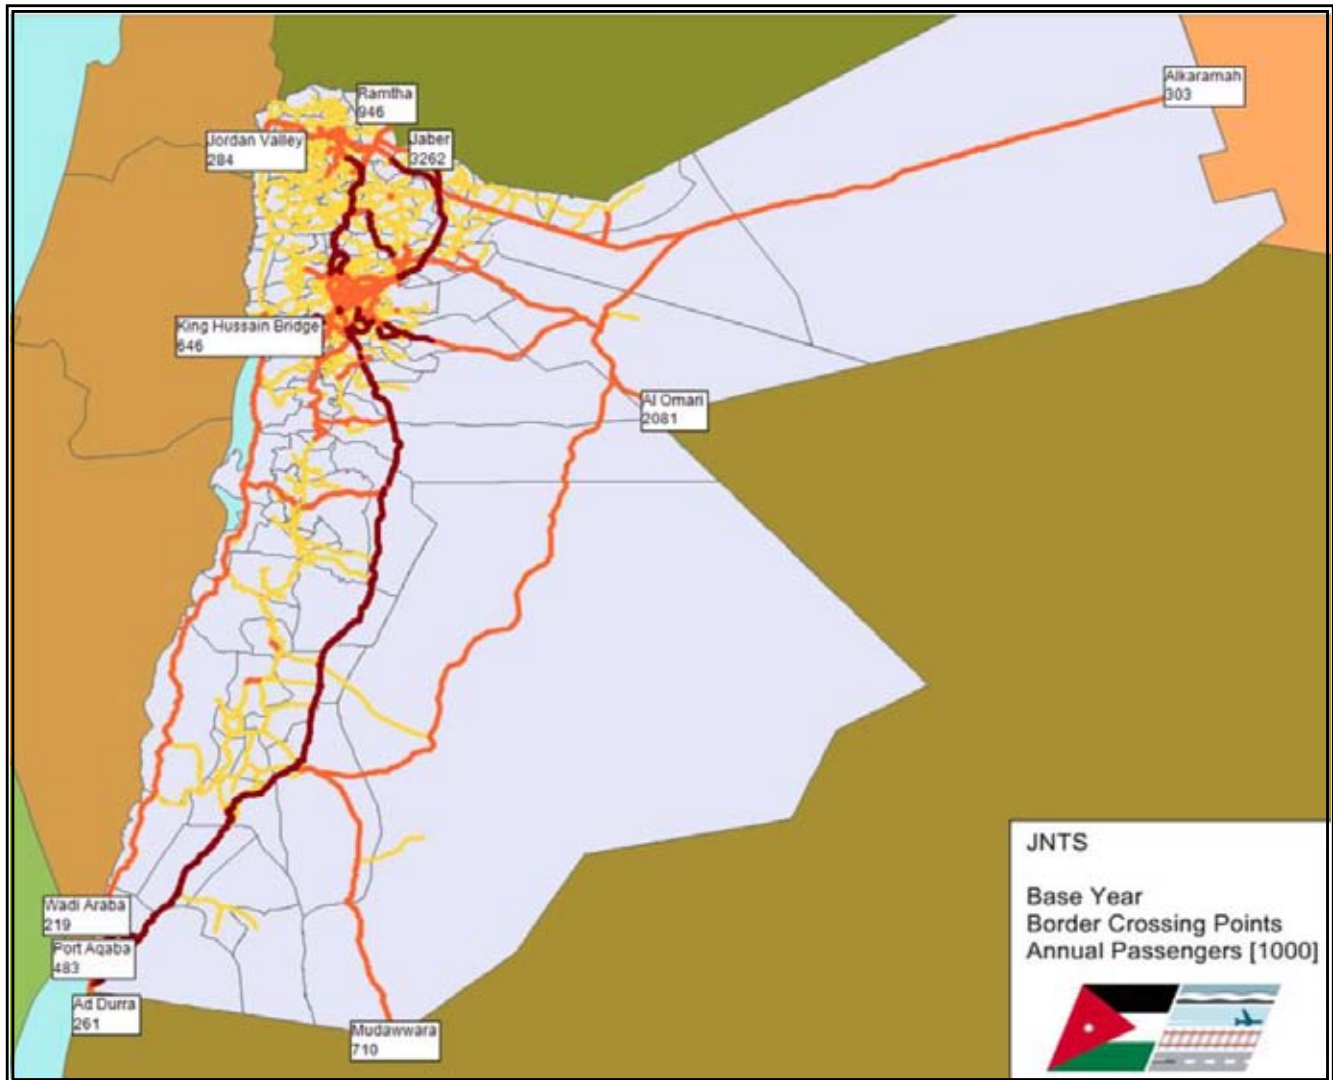 Alkaramah
303
Ramtha
946
Jordan Valley
284
Jaber
3262
King Hussain Bridge
646
Al Omari
2081
Wadi Araba
219
Port Aqaba
483
Ad Durra
261
Mudawwara
710
JNTS
Base Year
Border Crossing Points
Annual Passengers [1000]